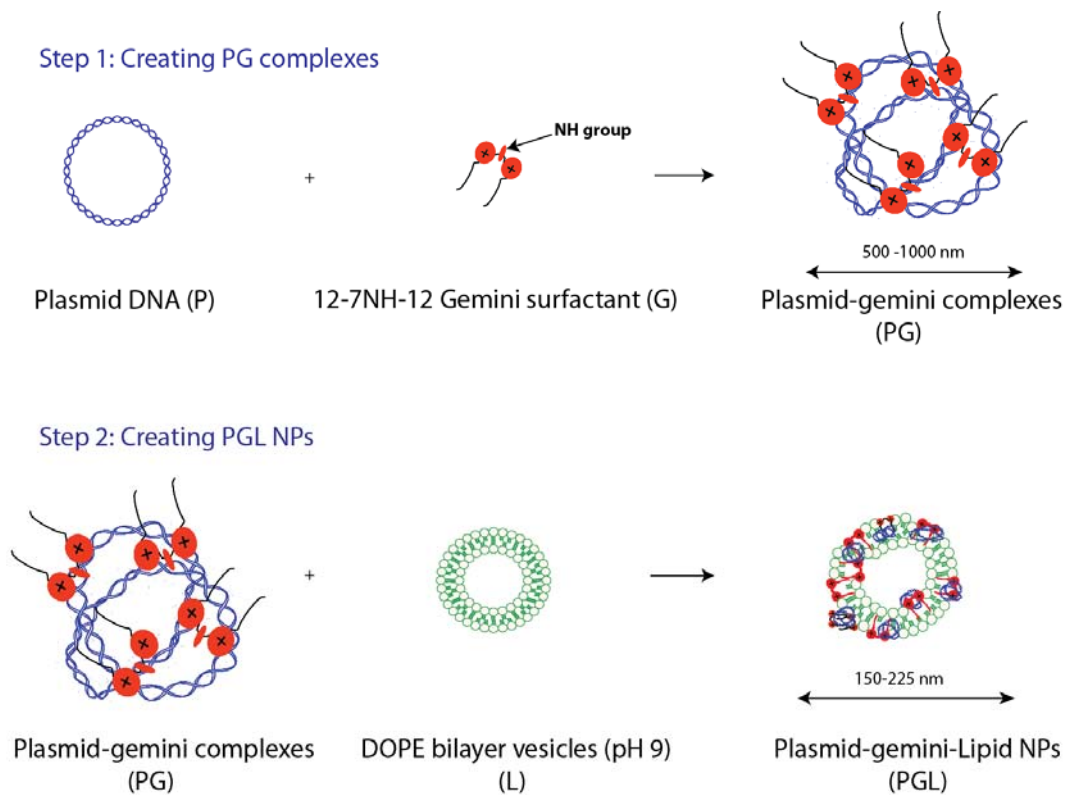 Step 1: Creating PG complexes
NH group
+
500 -1000 nm
Plasmid DNA (P)
12-7NH-12 Gemini surfactant (G)
Plasmid-gemini complexes
(PG)
Step 2: Creating PGL NPs
+
150-225 nm
Plasmid-gemini complexes
(PG)
DOPE bilayer vesicles (pH 9)
(L)
Plasmid-gemini-Lipid NPs
(PGL)